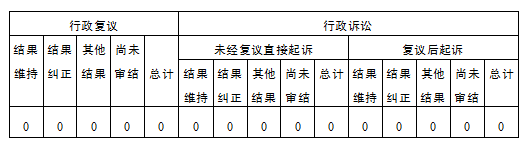 行政复议 行政诉讼
未经复议直接起诉 复议后起诉
结果维持 结果纠正 其他结果 尚未审结 总计 结果维持 结果纠正 其他结果 尚未审结 总计 结果维持 结果纠正 其他结果 尚未审结 总计
0 0 0 0 0 0 0 0 0 0 0 0 0 0 0